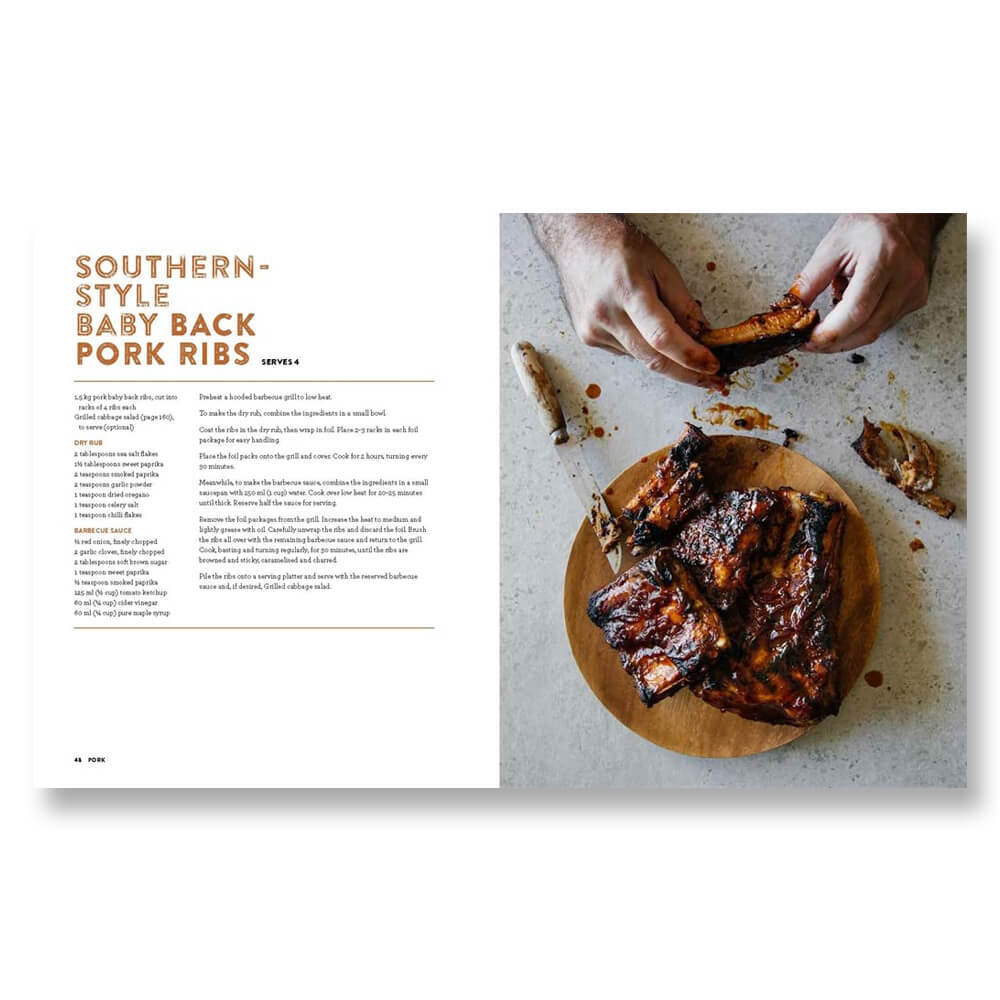 SOUTHERN-
STYLE
BABY BACK
PORK RIBS SERVES 4
1.5 kg pork baby back ribs, cut into
racks of 4 ribs each
Grilled cabbage salad (page 160),
to serve (optional)
DRY RUB
2 tablespoons sea salt flakes
1½ tablespoons sweet paprika
2 teaspoons smoked paprika
2 teaspoons garlic powder
1 teaspoon dried oregano
1 teaspoon celery salt
1 teaspoon chilli flakes
BARBECUE SAUCE
½ red onion, finely chopped
2 garlic cloves, finely chopped
2 tablespoons soft brown sugar
1 teaspoon sweet paprika
½ teaspoon smoked paprika
125 ml (½ cup) tomato ketchup
60 ml (¼ cup) cider vinegar
60 ml (¼ cup) pure maple syrup
Preheat a hooded barbecue grill to low heat.
To make the dry rub, combine the ingredients in a small bowl.
Coat the ribs in the dry rub, then wrap in foil. Place 2–3 racks in each foil
package for easy handling.
Place the foil packs onto the grill and cover. Cook for 2 hours, turning every
30 minutes.
Meanwhile, to make the barbecue sauce, combine the ingredients in a small
saucepan with 250 ml (1 cup) water. Cook over low heat for 20–25 minutes
until thick. Reserve half the sauce for serving.
Remove the foil packages from the grill. Increase the heat to medium and
lightly grease with oil. Carefully unwrap the ribs and discard the foil. Brush
the ribs all over with the remaining barbecue sauce and return to the grill.
Cook, basting and turning regularly, for 30 minutes, until the ribs are
browned and sticky, caramelised and charred.
Pile the ribs onto a serving platter and serve with the reserved barbecue
sauce and, if desired, Grilled cabbage salad.
PORK